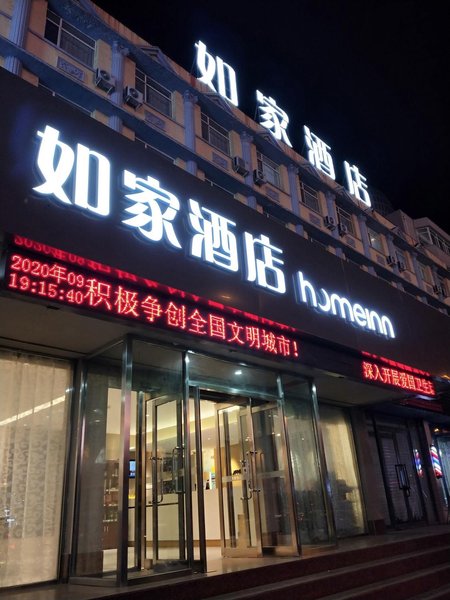 如家酒店
如家酒店 homeinn
2020年09
19:15:40
积极争创全国文明城市!
深入开展爱国卫生运